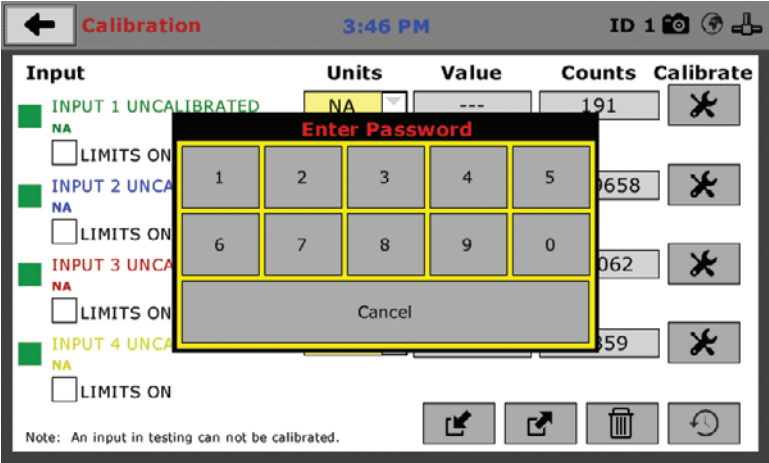 Calibration 3:46 PM ID 1
Input Units Value Counts Calibrate
INPUT 1 UNCALIBRATED NA --- 191
NA
LIMITS ON
Enter Password
1 2 3 4 5
INPUT 2 UNCA 9658
NA
LIMITS ON
6 7 8 9 0
INPUT 3 UNCA 062
NA
LIMITS ON
Cancel
INPUT 4 UNCA 859
NA
LIMITS ON
Note: An input in testing can not be calibrated.